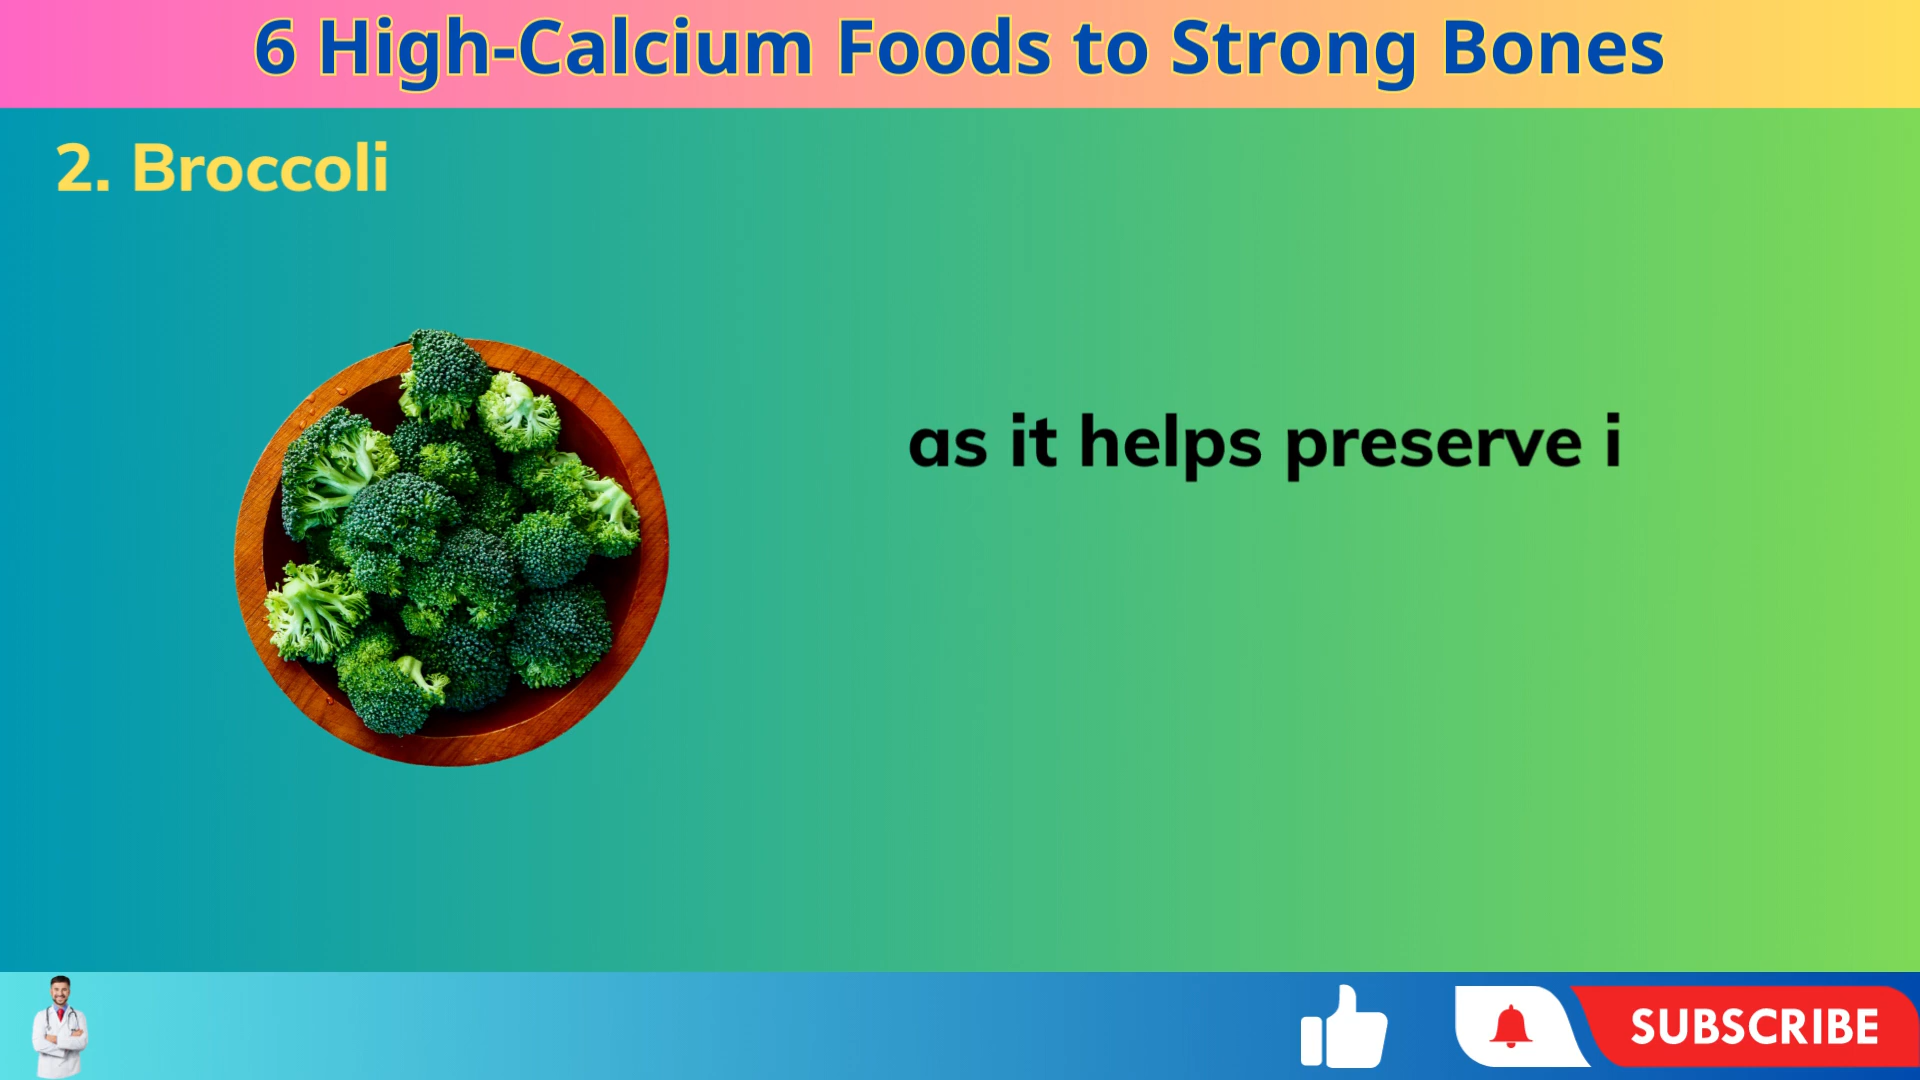 6 High-Calcium Foods to Strong Bones
2. Broccoli
as it helps preserve i
SUBSCRIBE